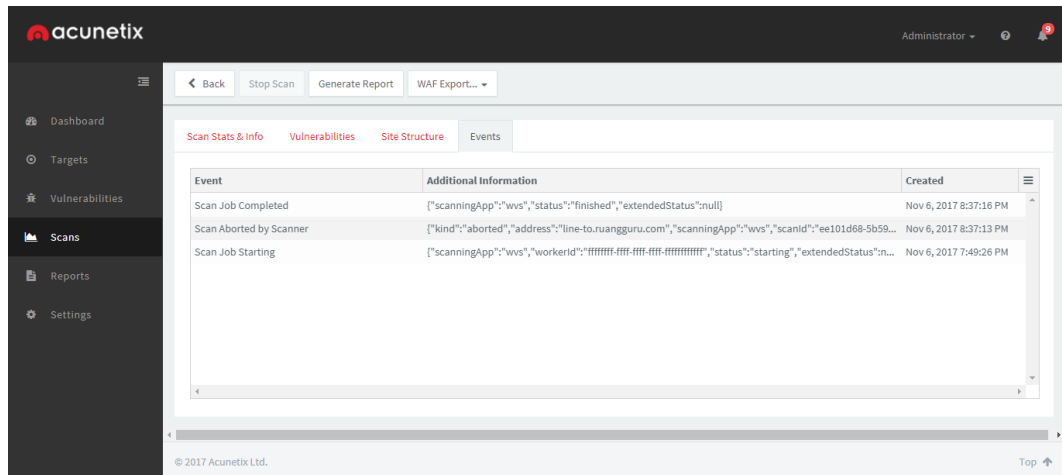 acunetix
Administrator
9
Back
Stop Scan
Generate Report
WAF Export...
Dashboard
Targets
Vulnerabilities
Scans
Reports
Settings
Scan Stats & Info Vulnerabilities Site Structure Events
Event Additional Information Created
Scan Job Completed {"scanningApp":"wvs","status":"finished","extendedStatus":null} Nov 6, 2017 8:37:16 PM
Scan Aborted by Scanner {"kind":"aborted","address":"line-to.ruangguru.com","scanningApp":"wvs","scanId":"ee101d68-5b59... Nov 6, 2017 8:37:13 PM
Scan Job Starting {"scanningApp":"wvs","workerId":"ffffffff-ffff-ffff-ffff-ffffffffffff","status":"starting","extendedStatus":n... Nov 6, 2017 7:49:26 PM
© 2017 Acunetix Ltd. Top